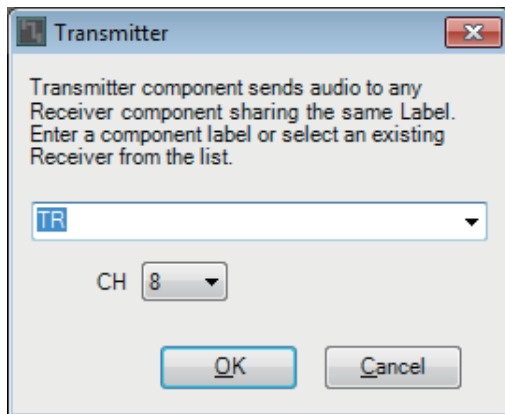 Transmitter
Transmitter component sends audio to any
Receiver component sharing the same Label.
Enter a component label or select an existing
Receiver from the list.
TR
CH 8
OK Cancel